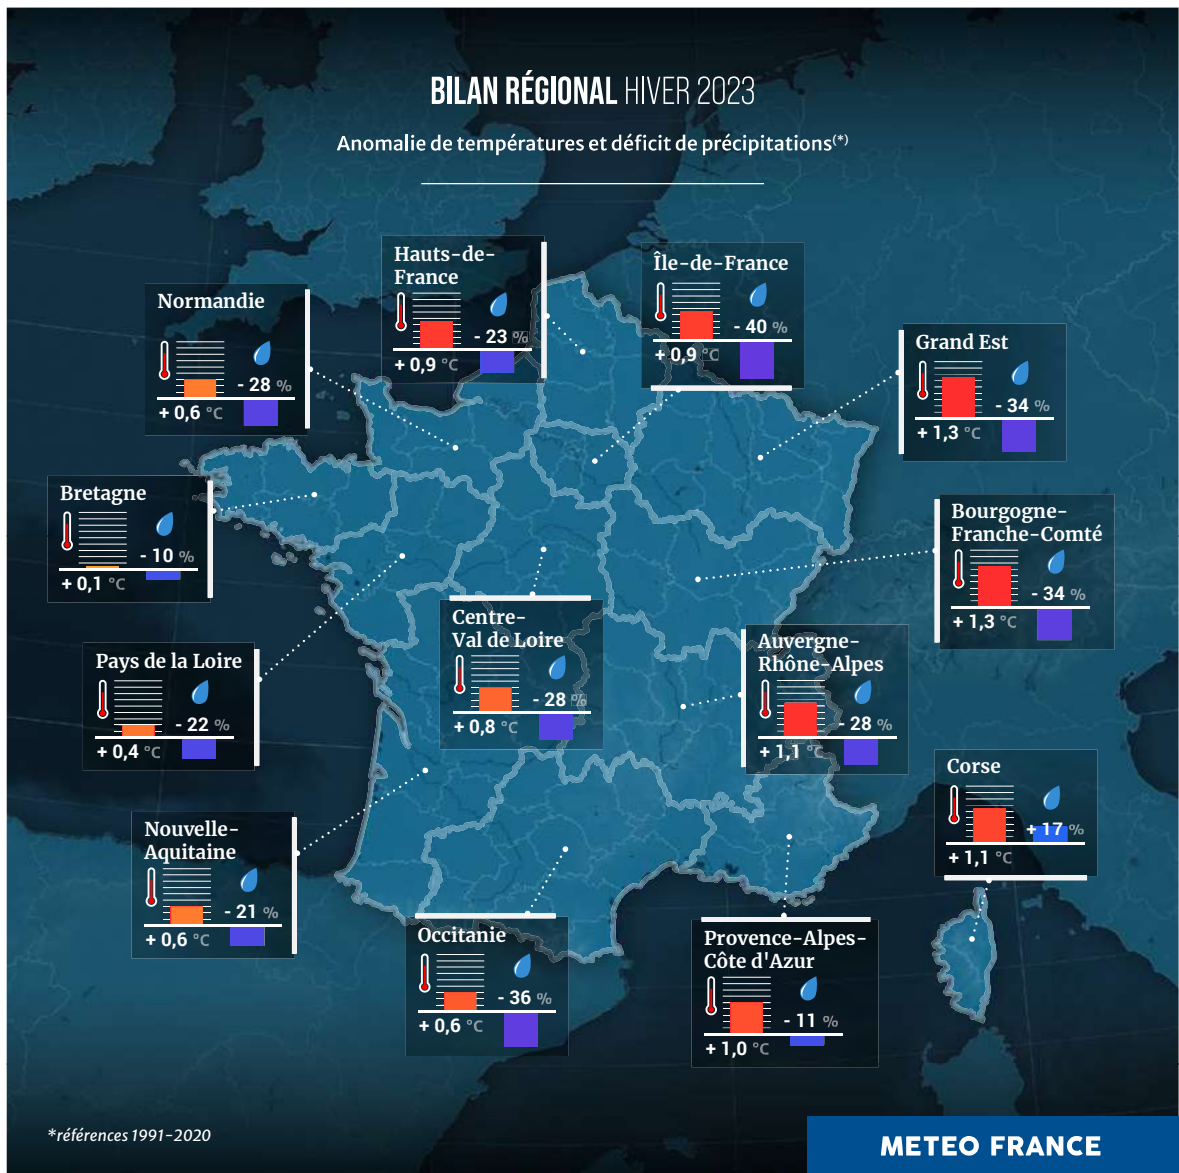 BILAN RÉGIONAL HIVER 2023
Anomalie de températures et déficit de précipitations(*)
Hauts-de-
France
- 23 %
+ 0,9 °C
Île-de-France
- 40 %
+ 0,9 °C
Normandie
- 28 %
+ 0,6 °C
Grand Est
- 34 %
+ 1,3 °C
Bretagne
- 10 %
+ 0,1 °C
Bourgogne-
Franche-Comté
- 34 %
+ 1,3 °C
Centre-
Val de Loire
- 28 %
+ 0,8 °C
Auvergne-
Rhône-Alpes
- 28 %
+ 1,1 °C
Pays de la Loire
- 22 %
+ 0,4 °C
Corse
+ 17 %
+ 1,1 °C
Nouvelle-
Aquitaine
- 21 %
+ 0,6 °C
Occitanie
- 36 %
+ 0,6 °C
Provence-Alpes-
Côte d'Azur
- 11 %
+ 1,0 °C
*références 1991-2020
METEO FRANCE